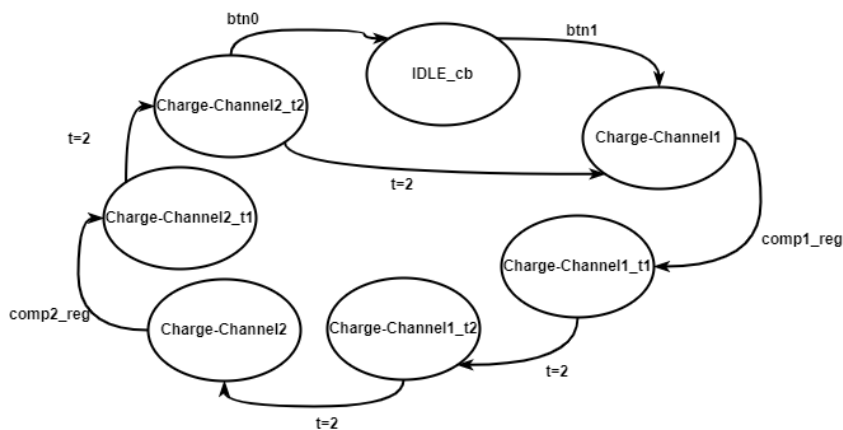 btn0
btn1
IDLE_cb
Charge-Channel2_t2
Charge-Channel1
t=2
t=2
Charge-Channel2_t1
comp1_reg
Charge-Channel1_t1
comp2_reg
Charge-Channel2
Charge-Channel1_t2
t=2
t=2